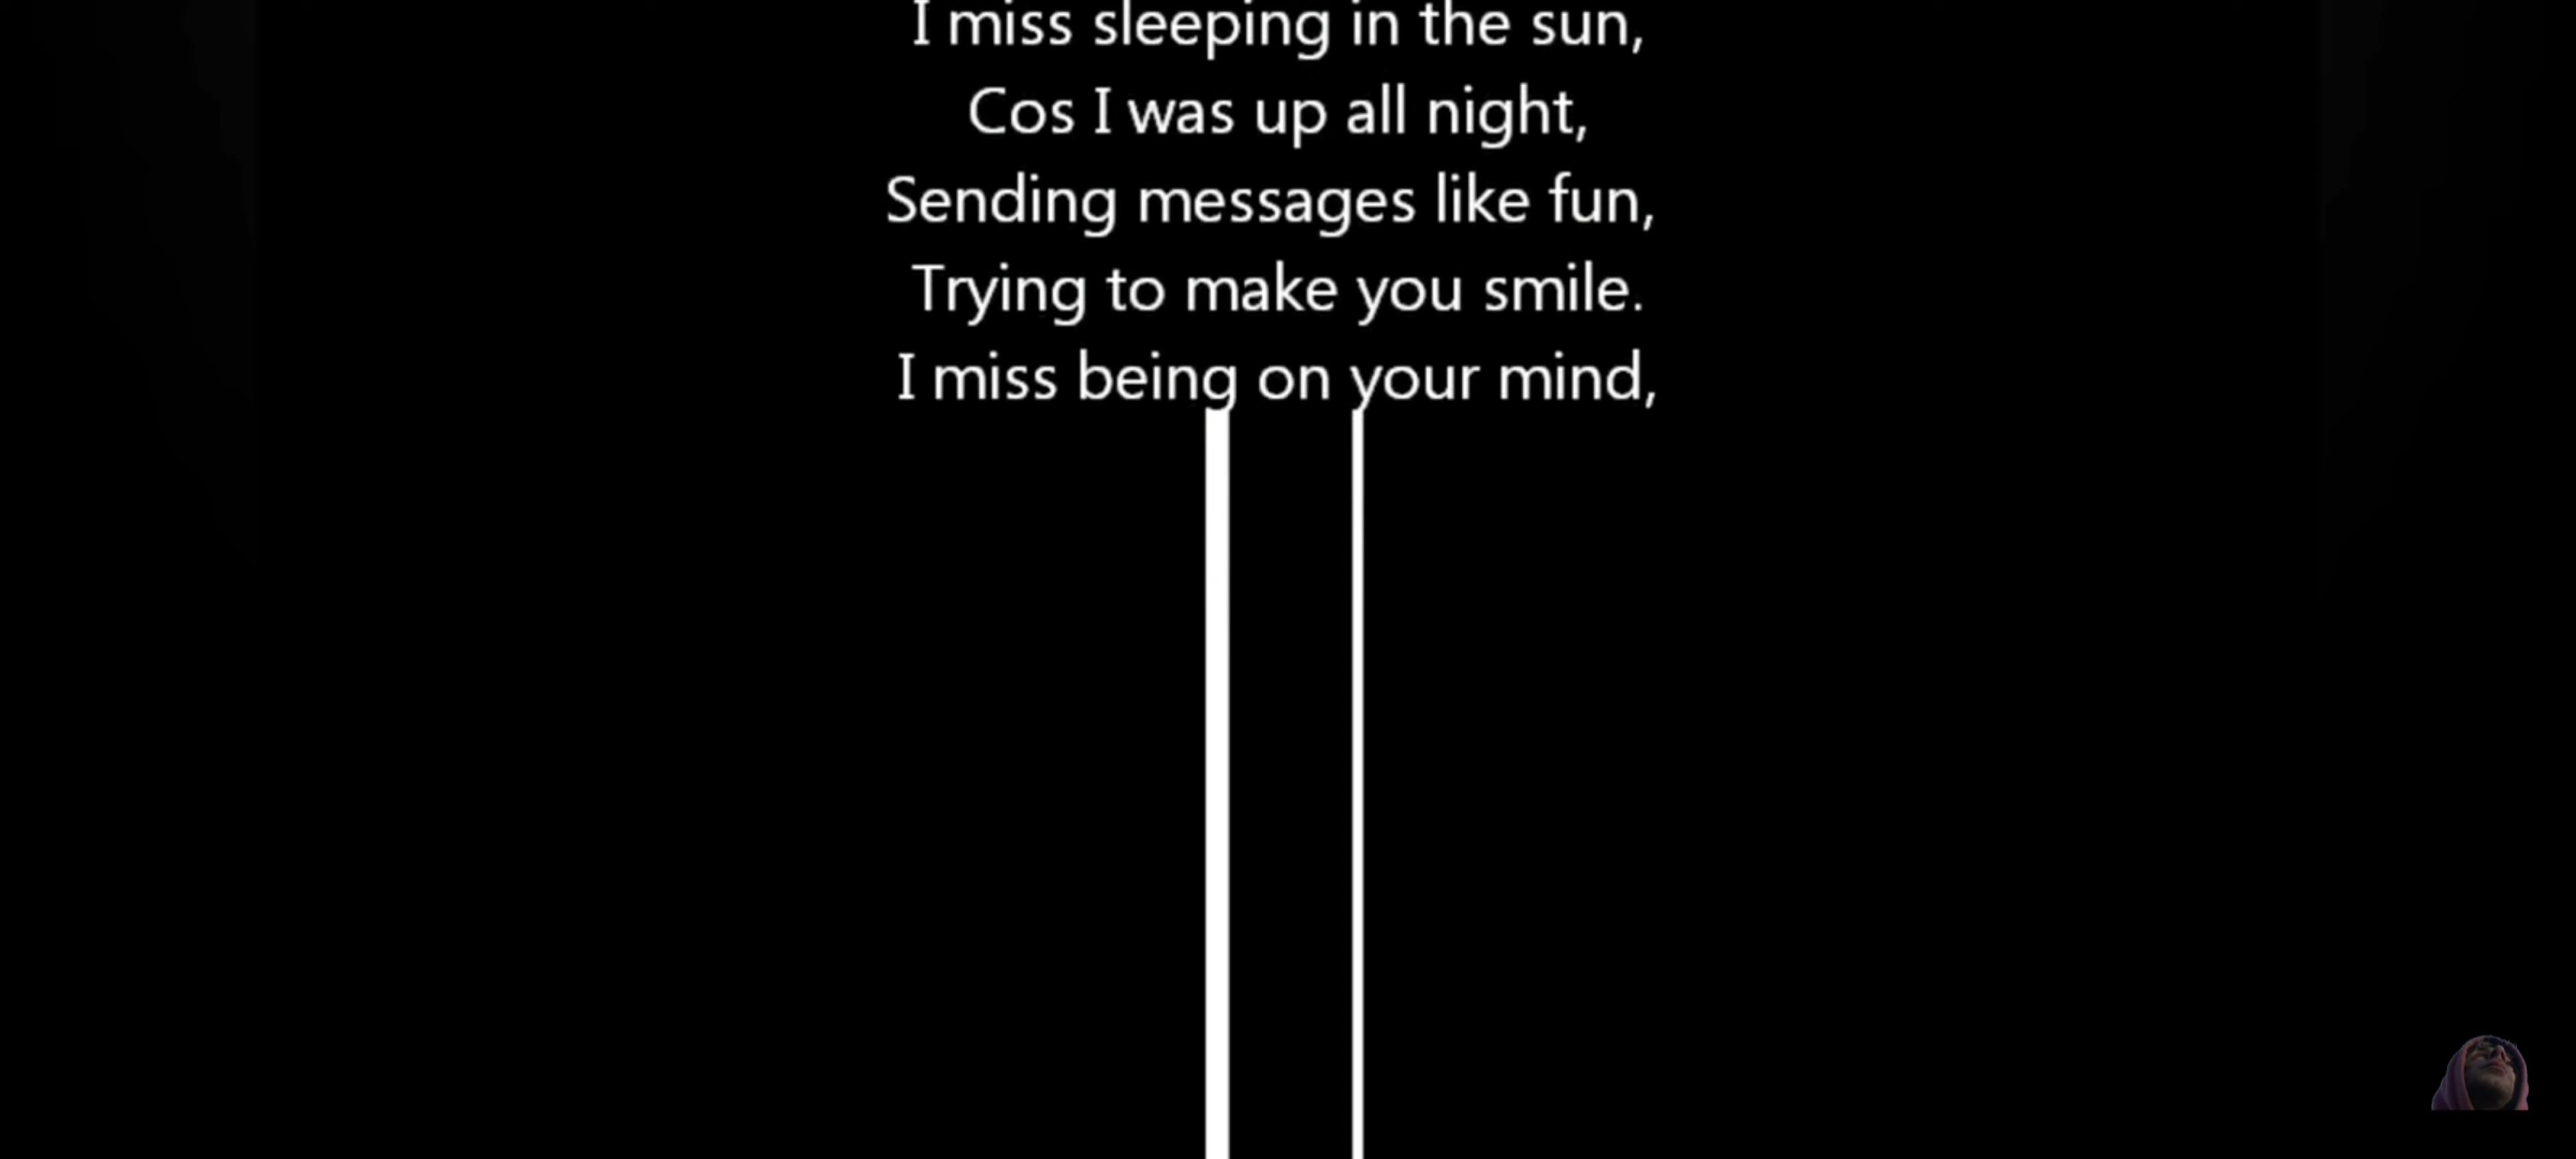 I miss sleeping in the sun,
Cos I was up all night,
Sending messages like fun,
Trying to make you smile.
I miss being on your mind,